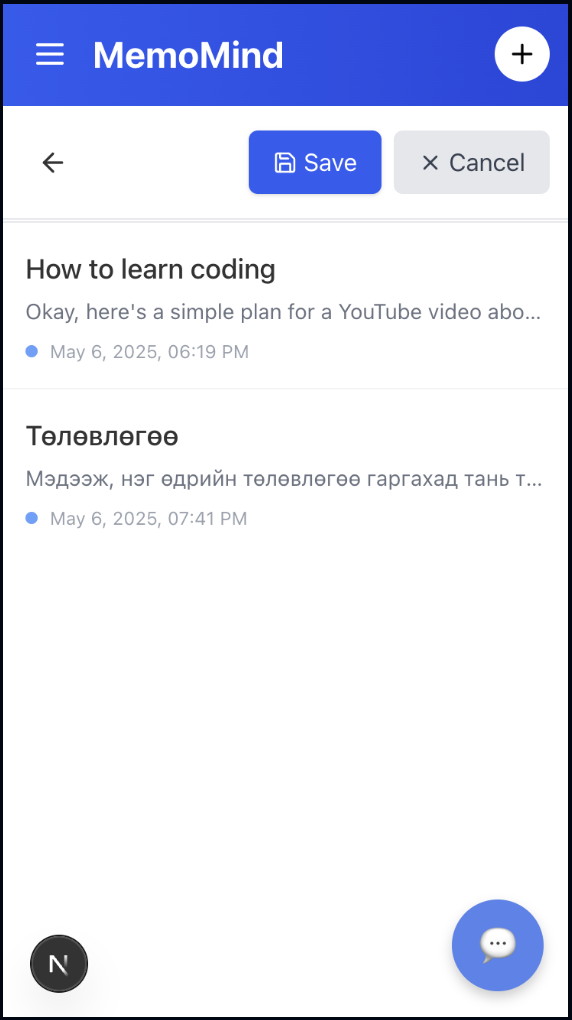 MemoMind
Save
Cancel
How to learn coding
Okay, here's a simple plan for a YouTube video abo...
May 6, 2025, 06:19 PM
Төлөвлөгөө
Мэдээж, нэг өдрийн төлөвлөгөө гаргахад тань т...
May 6, 2025, 07:41 PM
N